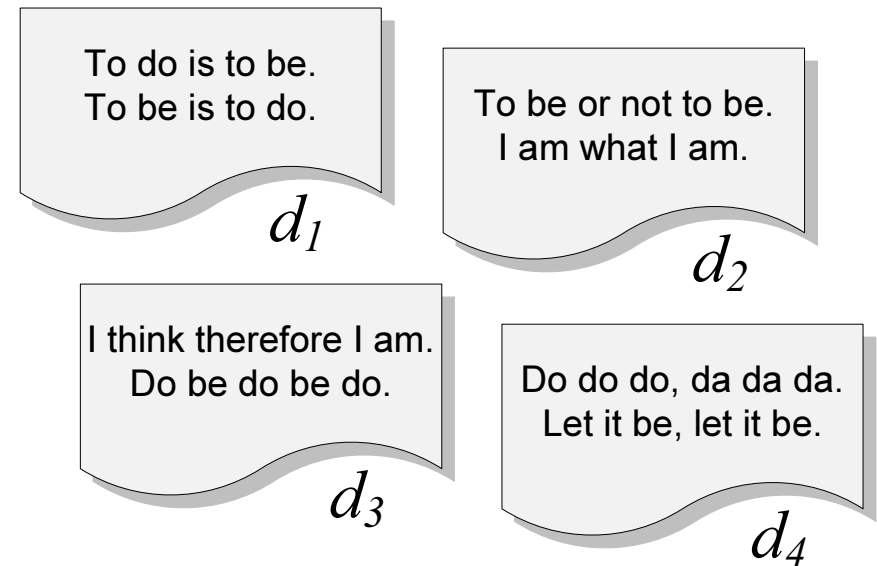 To do is to be.
To be is to do.
d1
To be or not to be.
I am what I am.
d2
I think therefore I am.
Do be do be do.
d3
Do do do, da da da.
Let it be, let it be.
d4